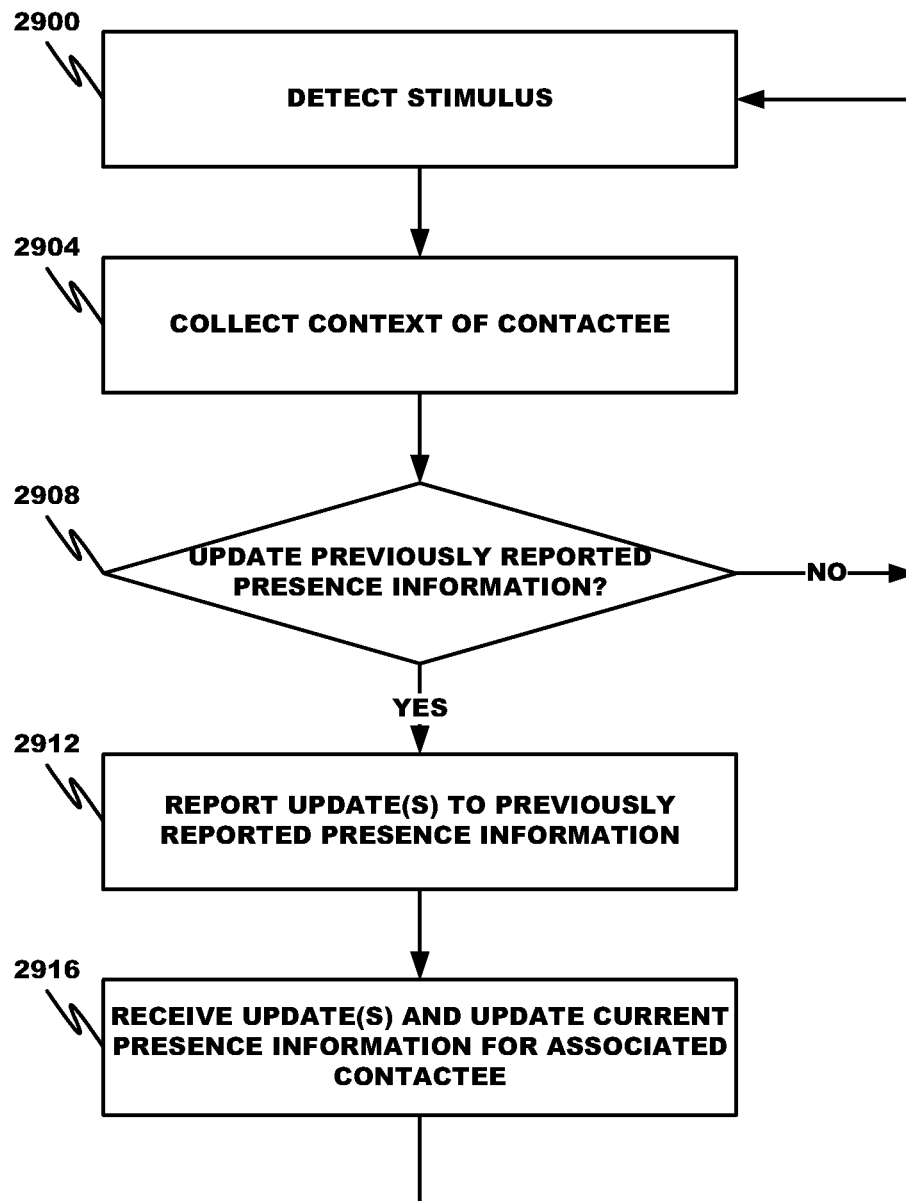 2900
DETECT STIMULUS
2904
COLLECT CONTEXT OF CONTACTEE
2908
UPDATE PREVIOUSLY REPORTED
PRESENCE INFORMATION?
NO
YES
2912
REPORT UPDATE(S) TO PREVIOUSLY
REPORTED PRESENCE INFORMATION
2916
RECEIVE UPDATE(S) AND UPDATE CURRENT
PRESENCE INFORMATION FOR ASSOCIATED
CONTACTEE